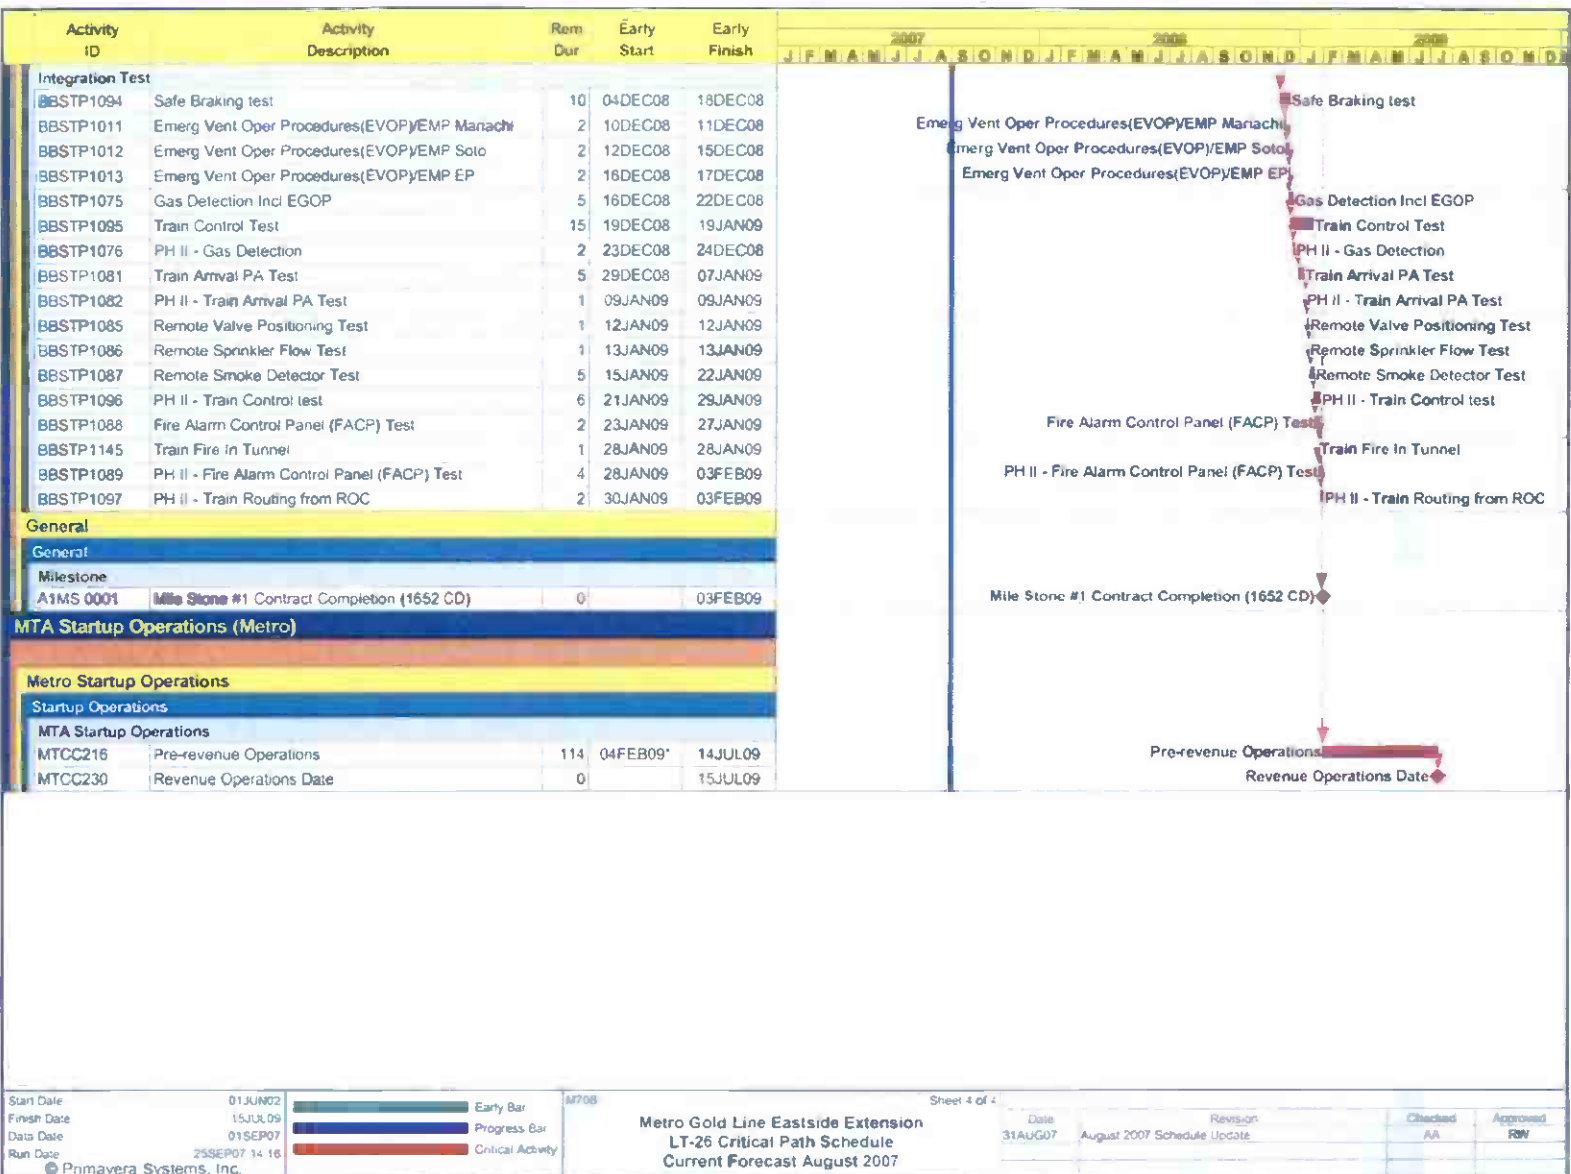 Activity ID Activity Description Rem Dur Early Start Early Finish 2007 2008 2009
J F M A M J J A S O N D J F M A M J J A S O N D J F M A M J J A S O N D
Integration Test
BBSTP1094 Safe Braking test 10 04DEC08 18DEC08 Safe Braking test
BBSTP1011 Emerg Vent Oper Procedures(EVOP)/EMP Mariachi 2 10DEC08 11DEC08 Emerg Vent Oper Procedures(EVOP)/EMP Mariachi
BBSTP1012 Emerg Vent Oper Procedures(EVOP)/EMP Soto 2 12DEC08 15DEC08 Emerg Vent Oper Procedures(EVOP)/EMP Soto
BBSTP1013 Emerg Vent Oper Procedures(EVOP)/EMP EP 2 16DEC08 17DEC08 Emerg Vent Oper Procedures(EVOP)/EMP EP
BBSTP1075 Gas Detection Incl EGOP 5 16DEC08 22DEC08 Gas Detection Incl EGOP
BBSTP1095 Train Control Test 15 19DEC08 19JAN09 Train Control Test
BBSTP1076 PH II - Gas Detection 2 23DEC08 24DEC08 PH II - Gas Detection
BBSTP1081 Train Arrival PA Test 5 29DEC08 07JAN09 Train Arrival PA Test
BBSTP1082 PH II - Train Arrival PA Test 1 09JAN09 09JAN09 PH II - Train Arrival PA Test
BBSTP1085 Remote Valve Positioning Test 1 12JAN09 12JAN09 Remote Valve Positioning Test
BBSTP1086 Remote Sprinkler Flow Test 1 13JAN09 13JAN09 Remote Sprinkler Flow Test
BBSTP1087 Remote Smoke Detector Test 5 15JAN09 22JAN09 Remote Smoke Detector Test
BBSTP1096 PH II - Train Control test 6 21JAN09 29JAN09 PH II - Train Control test
BBSTP1088 Fire Alarm Control Panel (FACP) Test 2 23JAN09 27JAN09 Fire Alarm Control Panel (FACP) Test
BBSTP1145 Train Fire In Tunnel 1 28JAN09 28JAN09 Train Fire In Tunnel
BBSTP1089 PH II - Fire Alarm Control Panel (FACP) Test 4 28JAN09 03FEB09 PH II - Fire Alarm Control Panel (FACP) Test
BBSTP1097 PH II - Train Routing from ROC 2 30JAN09 03FEB09 PH II - Train Routing from ROC
General
General
Milestone
A1MS 0001 Mile Stone #1 Contract Completion (1652 CD) 0 03FEB09 Mile Stone #1 Contract Completion (1652 CD)
MTA Startup Operations (Metro)
Metro Startup Operations
Startup Operations
MTA Startup Operations
MTCC216 Pre-revenue Operations 114 04FEB09* 14JUL09 Pre-revenue Operations
MTCC230 Revenue Operations Date 0 15JUL09 Revenue Operations Date
Start Date 01JUN02
Finish Date 15JUL09
Data Date 01SEP07
Run Date 25SEP07 14:16
© Primavera Systems, Inc.
Early Bar
Progress Bar
Critical Activity
M708
Sheet 4 of 4
Metro Gold Line Eastside Extension
LT-26 Critical Path Schedule
Current Forecast August 2007
Date Revision Checked Approved
31AUG07 August 2007 Schedule Update AA RW